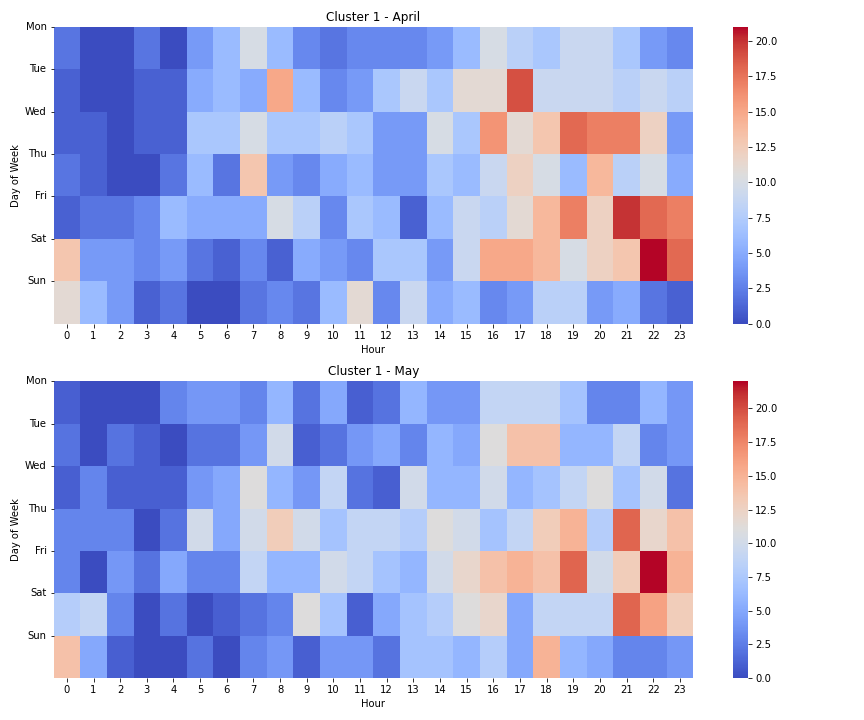 Cluster 1 - April
Mon
Tue
Wed
Thu
Fri
Sat
Sun
Day of Week
0 1 2 3 4 5 6 7 8 9 10 11 12 13 14 15 16 17 18 19 20 21 22 23
Hour
20.0
17.5
15.0
12.5
10.0
7.5
5.0
2.5
0.0
Cluster 1 - May
Mon
Tue
Wed
Thu
Fri
Sat
Sun
Day of Week
0 1 2 3 4 5 6 7 8 9 10 11 12 13 14 15 16 17 18 19 20 21 22 23
Hour
20.0
17.5
15.0
12.5
10.0
7.5
5.0
2.5
0.0